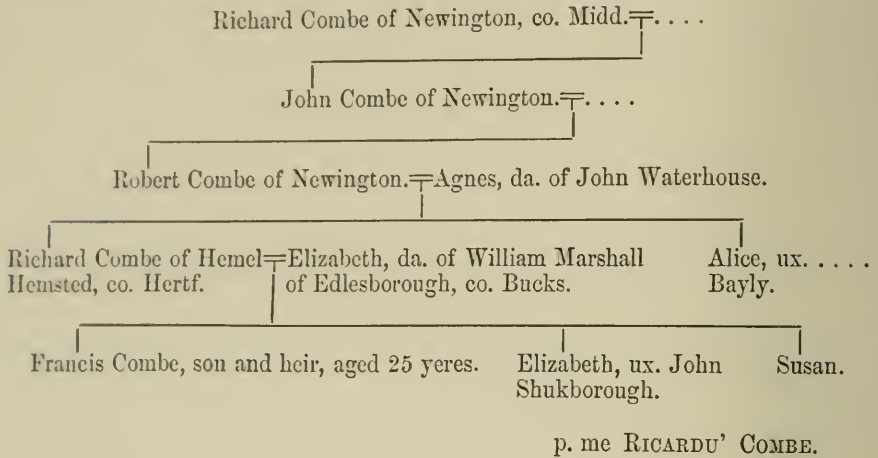 Richard Combe of Newington, co. Midd.=. . . .
John Combe of Newington.=. . . .
Robert Combe of Newington.=Agnes, da. of John Waterhouse.
Richard Combe of Hemel=Elizabeth, da. of William Marshall Alice, ux. . . . .
Hemsted, co. Hertf. of Edlesborough, co. Bucks. Bayly.
Francis Combe, son and heir, aged 25 yeres. Elizabeth, ux. John Susan.
Shukborough.
p. me RICARDU' COMBE.